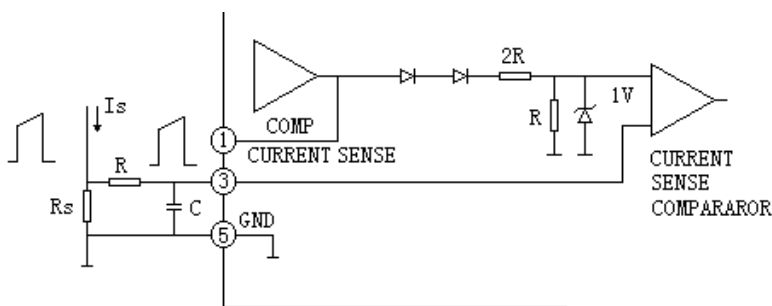 2R
1V
R
Is
COMP
1
CURRENT SENSE
R
3
Rs
C
GND
5
CURRENT
SENSE
COMPARAROR